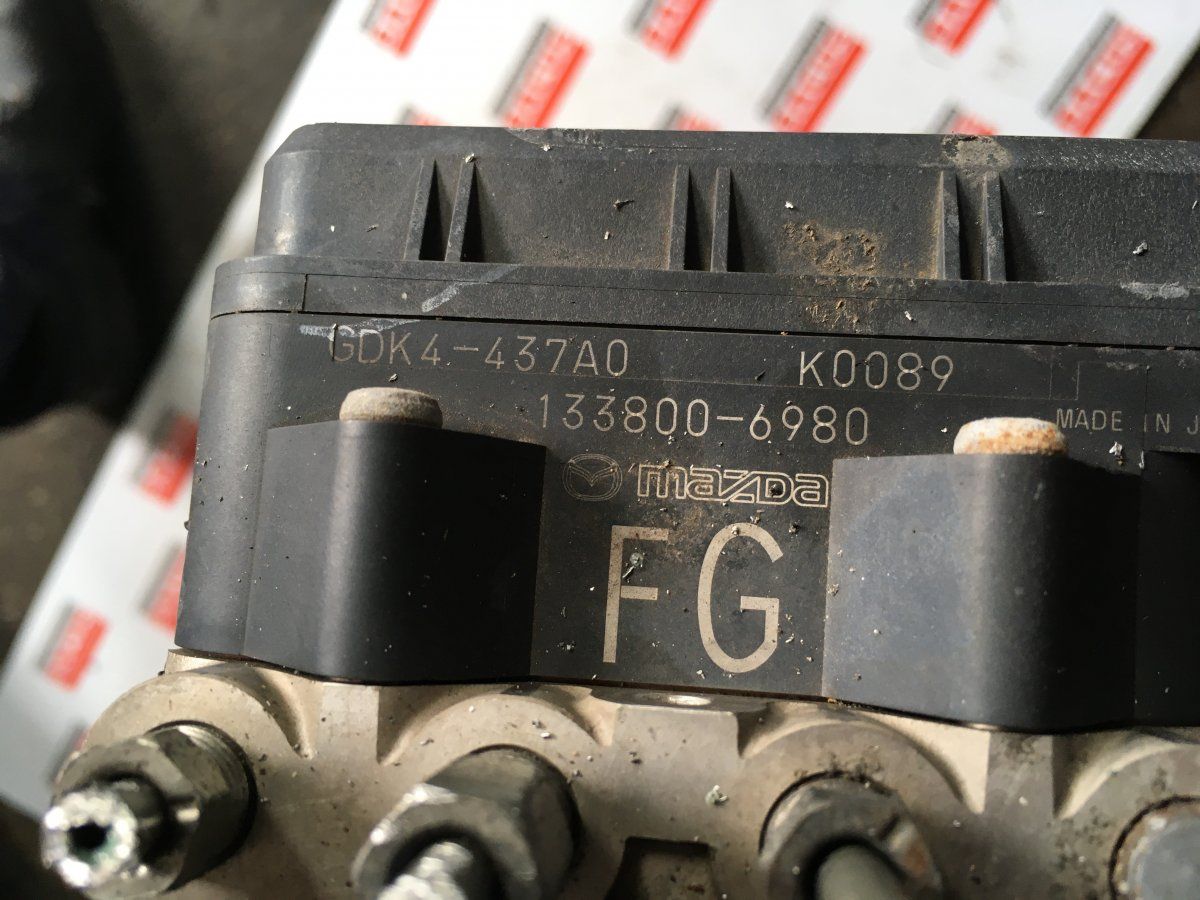 GDK4-437A0 K0089
133800-6980
MADE IN J
mazda
FG